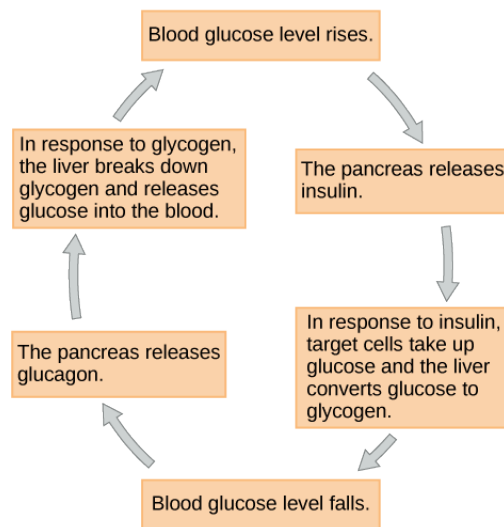 Blood glucose level rises.
The pancreas releases
insulin.
In response to insulin,
target cells take up
glucose and the liver
converts glucose to
glycogen.
Blood glucose level falls.
The pancreas releases
glucagon.
In response to glycogen,
the liver breaks down
glycogen and releases
glucose into the blood.